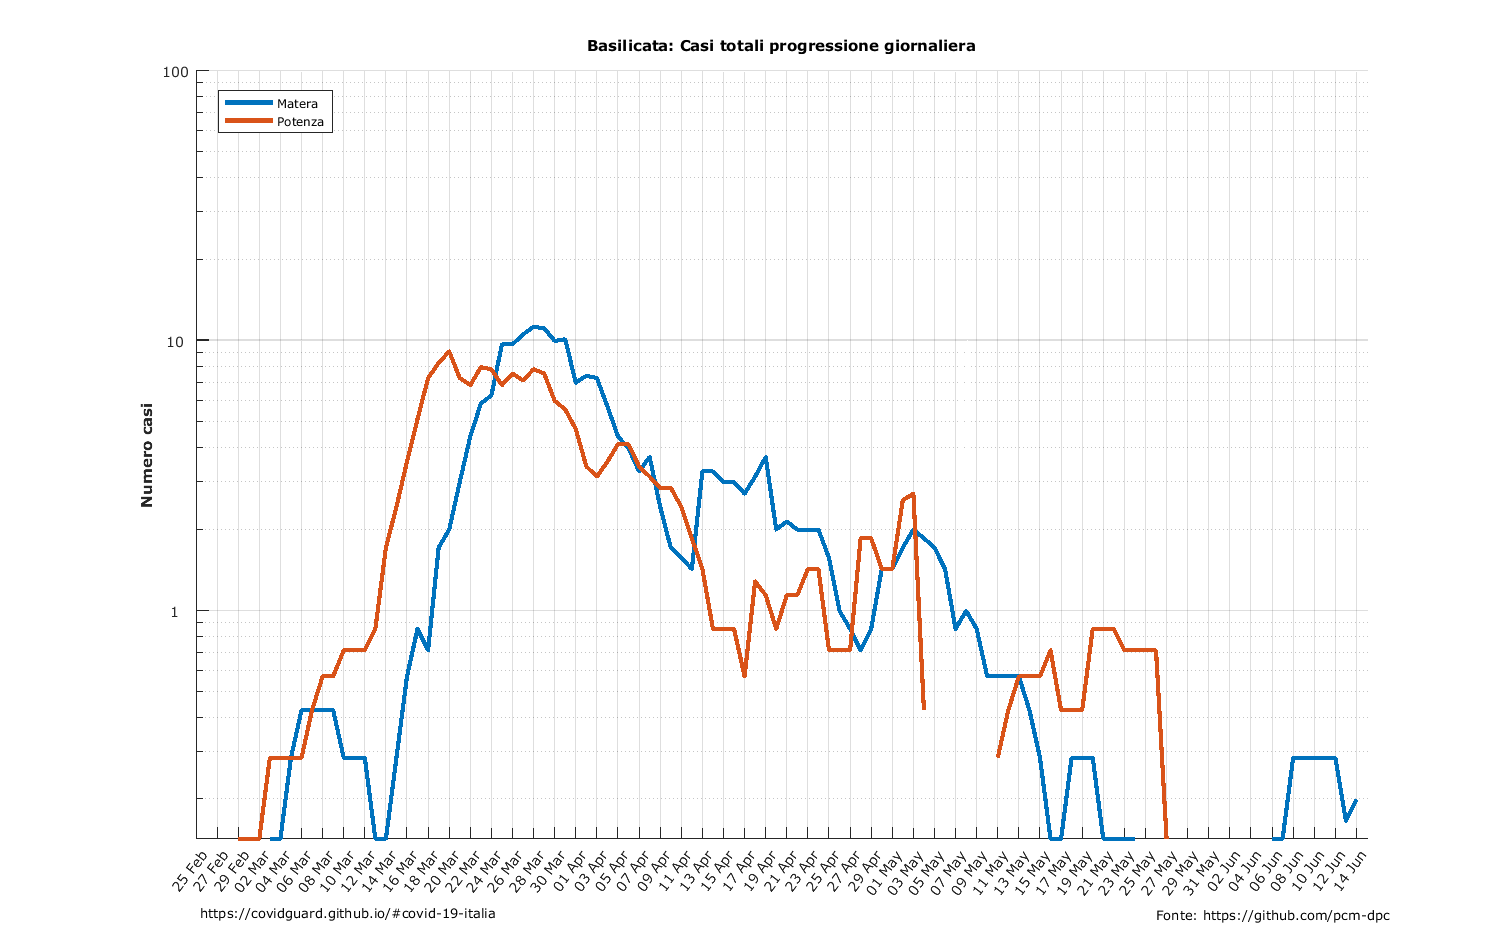 Basilicata: Casi totali progressione giornaliera
100
10
1
Numero casi
Matera
Potenza
25 Feb
27 Feb
29 Feb
02 Mar
04 Mar
06 Mar
08 Mar
10 Mar
12 Mar
14 Mar
16 Mar
18 Mar
20 Mar
22 Mar
24 Mar
26 Mar
28 Mar
30 Mar
01 Apr
03 Apr
05 Apr
07 Apr
09 Apr
11 Apr
13 Apr
15 Apr
17 Apr
19 Apr
21 Apr
23 Apr
25 Apr
27 Apr
29 Apr
01 May
03 May
05 May
07 May
09 May
11 May
13 May
15 May
17 May
19 May
21 May
23 May
25 May
27 May
29 May
31 May
02 Jun
04 Jun
06 Jun
08 Jun
10 Jun
12 Jun
14 Jun
https://covidguard.github.io/#covid-19-italia
Fonte: https://github.com/pcm-dpc